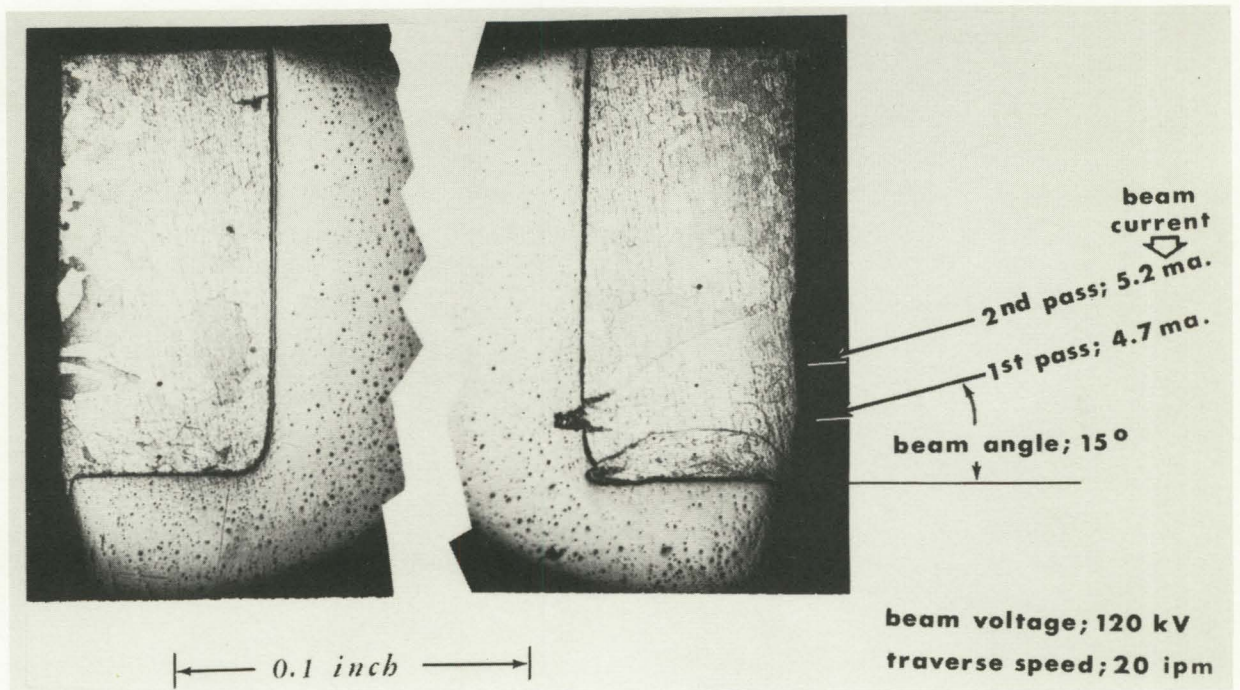 beam
current
2nd pass; 5.2 ma.
1st pass; 4.7 ma.
beam angle; 15°
beam voltage; 120 kV
traverse speed; 20 ipm
0.1 inch